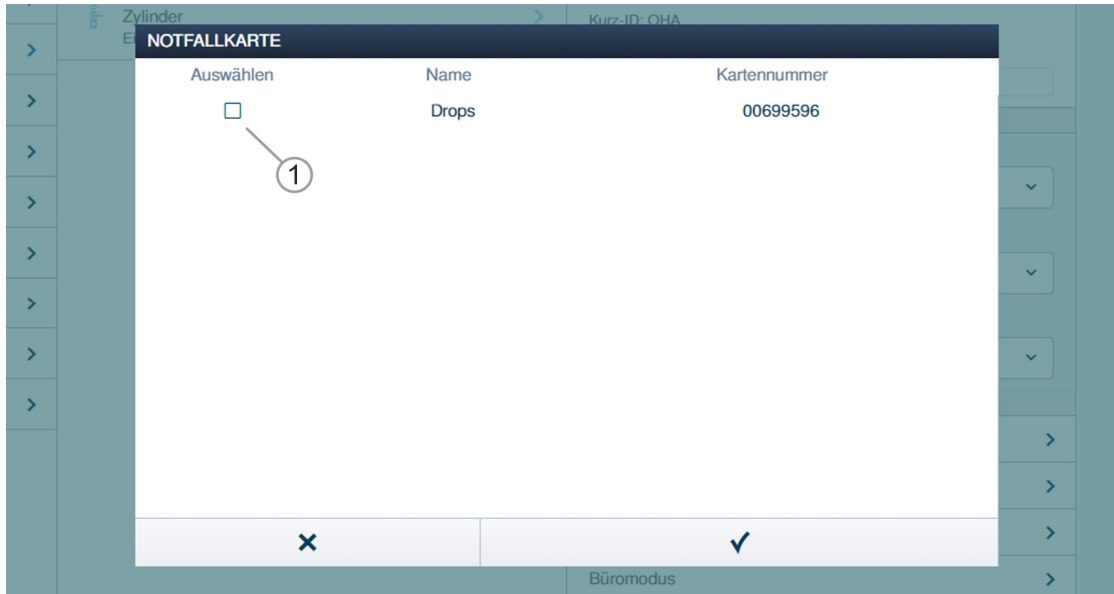 Zylinder
Kurz-ID: OHA
NOTFALLKARTE
Auswählen Name Kartennummer
Drops 00699596
1
Büromodus